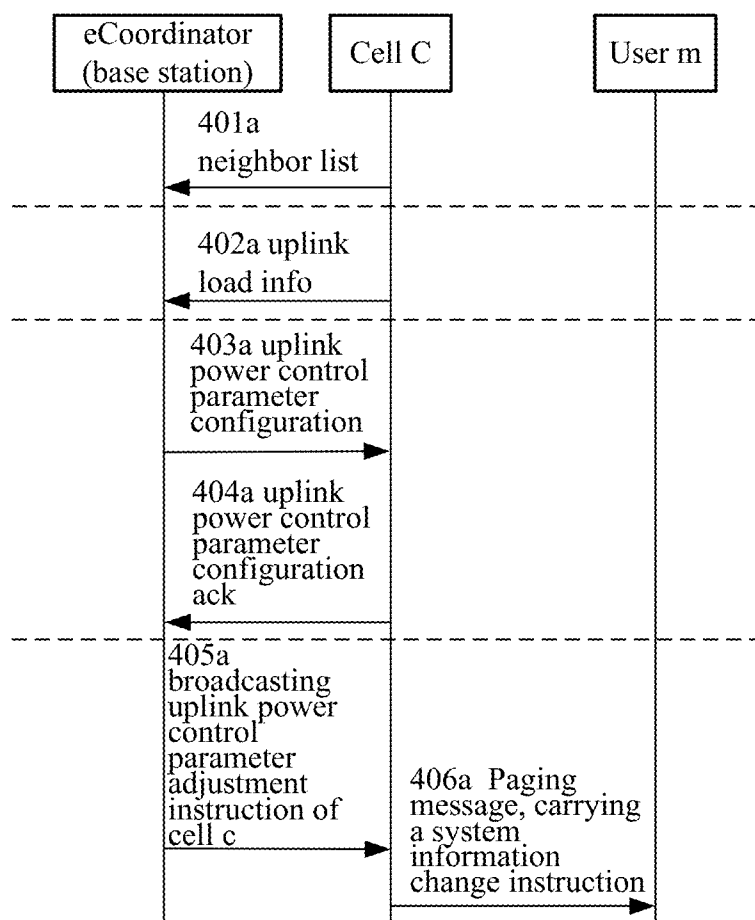 eCoordinator
(base station)
Cell C
User m
401a
neighbor list
402a uplink
load info
403a uplink
power control
parameter
configuration
404a uplink
power control
parameter
configuration
ack
405a
broadcasting
uplink power
control
parameter
adjustment
instruction of
cell c
406a Paging
message, carrying
a system
information
change instruction